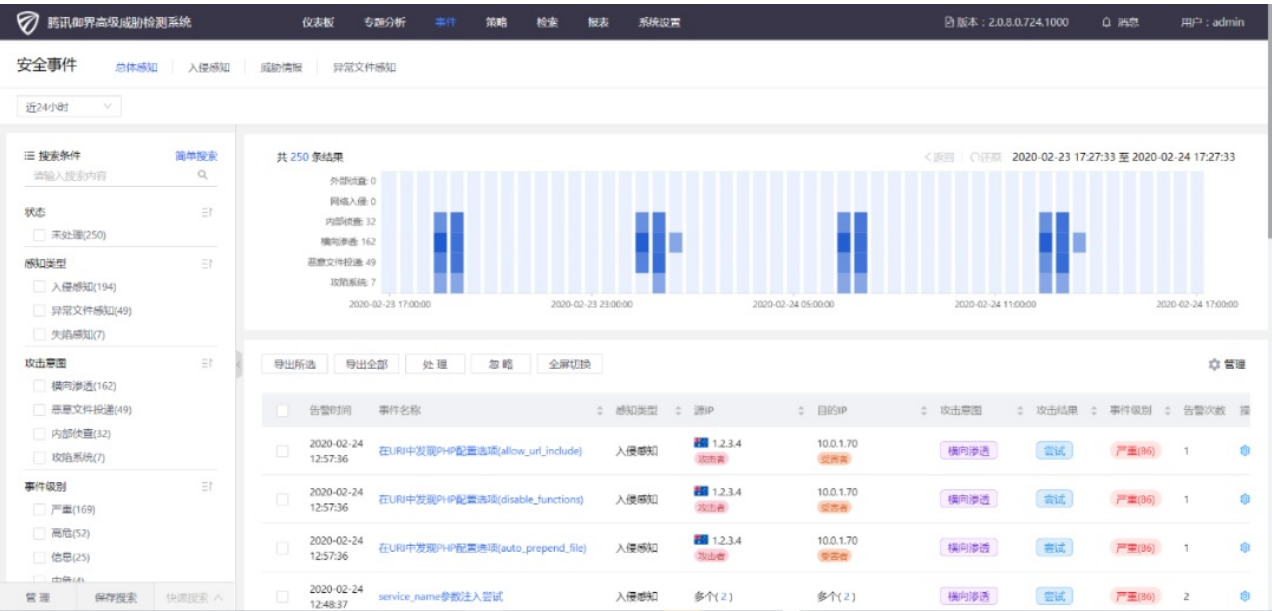 腾讯御界高级威胁检测系统 仪表板 专题分析 事件 策略 检索 报表 系统设置 版本：2.0.8.0.724.1000 消息 用户：admin
安全事件 总体感知 入侵感知 威胁情报 异常文件感知
近24小时
搜索条件 简单搜索
请输入搜索内容
状态
未处理(250)
感知类型
入侵感知(194)
异常文件感知(49)
失陷感知(7)
攻击意图
横向渗透(162)
恶意文件投递(49)
内部侦查(32)
攻陷系统(7)
事件级别
严重(169)
高危(52)
信息(25)
中危(4)
管 理 保存搜索 快速搜索
共 250 条结果 <返回 还原 2020-02-23 17:27:33 至 2020-02-24 17:27:33
外部侦查: 0
网络入侵: 0
内部侦查: 32
横向渗透: 162
恶意文件投递: 49
攻陷系统: 7
2020-02-23 17:00:00 2020-02-23 23:00:00 2020-02-24 05:00:00 2020-02-24 11:00:00 2020-02-24 17:00:00
导出所选 导出全部 处 理 忽 略 全屏切换 管理
告警时间 事件名称 感知类型 源IP 目的IP 攻击意图 攻击结果 事件级别 告警次数 操
2020-02-24 12:57:36 在URI中发现PHP配置选项(allow_url_include) 入侵感知 1.2.3.4 攻击者 10.0.1.70 受害者 横向渗透 尝试 严重(86) 1
2020-02-24 12:57:36 在URI中发现PHP配置选项(disable_functions) 入侵感知 1.2.3.4 攻击者 10.0.1.70 受害者 横向渗透 尝试 严重(86) 1
2020-02-24 12:57:36 在URI中发现PHP配置选项(auto_prepend_file) 入侵感知 1.2.3.4 攻击者 10.0.1.70 受害者 横向渗透 尝试 严重(86) 1
2020-02-24 12:48:37 service_name参数注入尝试 入侵感知 多个( 2 ) 多个( 2 ) 横向渗透 尝试 严重(86) 2